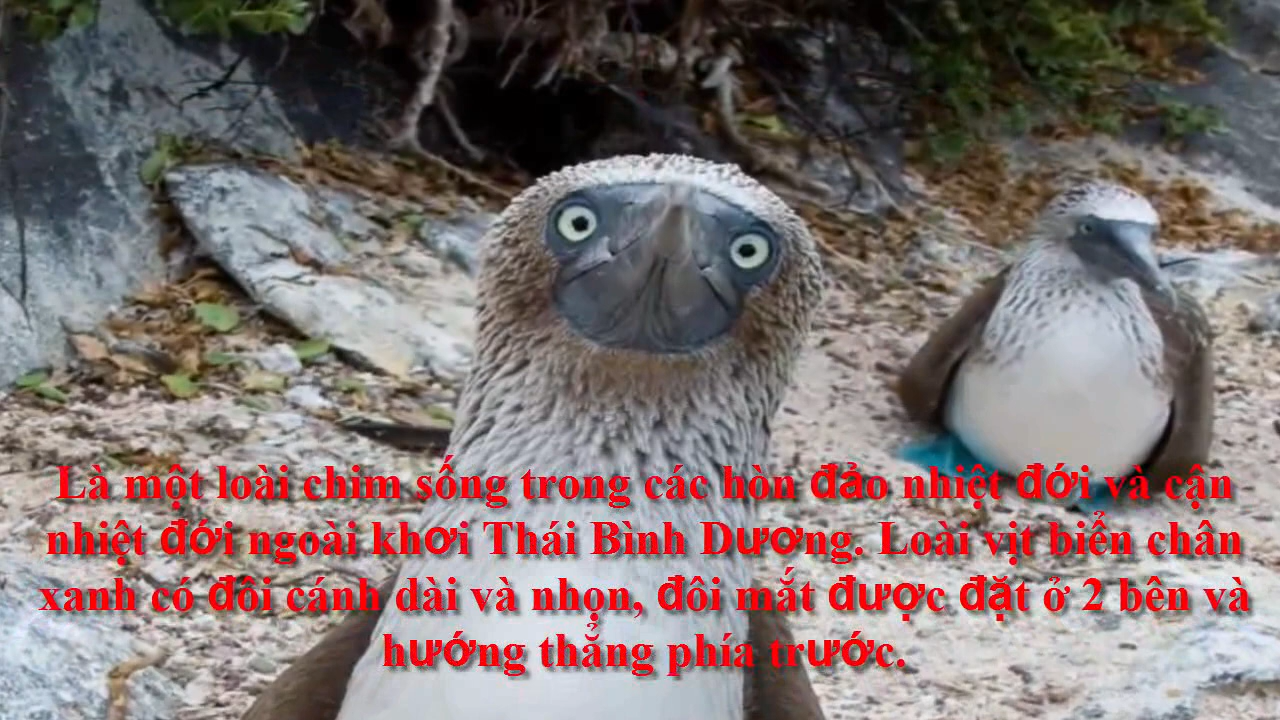 Là một loài chim sống trong các hòn đảo nhiệt đới và cận
nhiệt đới ngoài khơi Thái Bình Dương. Loài vịt biển chân
xanh có đôi cánh dài và nhọn, đôi mắt được đặt ở 2 bên và
hướng thẳng phía trước.